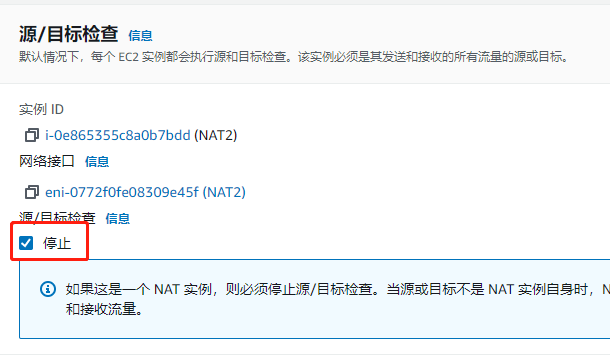 源/目标检查 信息
默认情况下，每个 EC2 实例都会执行源和目标检查。该实例必须是其发送和接收的所有流量的源或目标。
实例 ID
i-0e865355c8a0b7bdd (NAT2)
网络接口 信息
eni-0772f0fe08309e45f (NAT2)
源/目标检查 信息
停止
如果这是一个 NAT 实例，则必须停止源/目标检查。当源或目标不是 NAT 实例自身时，N
和接收流量。